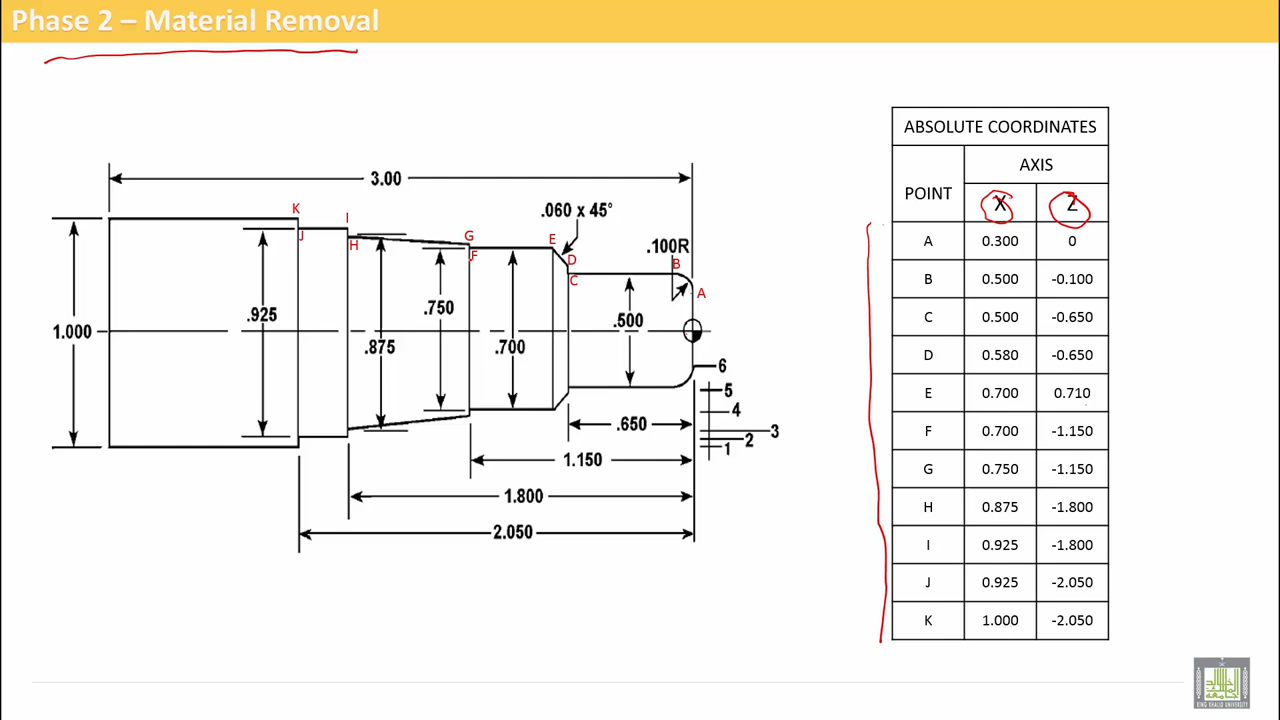 Phase 2 – Material Removal
3.00
.060 x 45°
.100R
K
I
J
H
G
F
E
D
C
B
A
1.000
.925
.875
.750
.700
.500
6
5
4
3
2
1
.650
1.150
1.800
2.050
ABSOLUTE COORDINATES
POINT AXIS
X Z
A 0.300 0
B 0.500 -0.100
C 0.500 -0.650
D 0.580 -0.650
E 0.700 0.710
F 0.700 -1.150
G 0.750 -1.150
H 0.875 -1.800
I 0.925 -1.800
J 0.925 -2.050
K 1.000 -2.050
KING KHALID UNIVERSITY